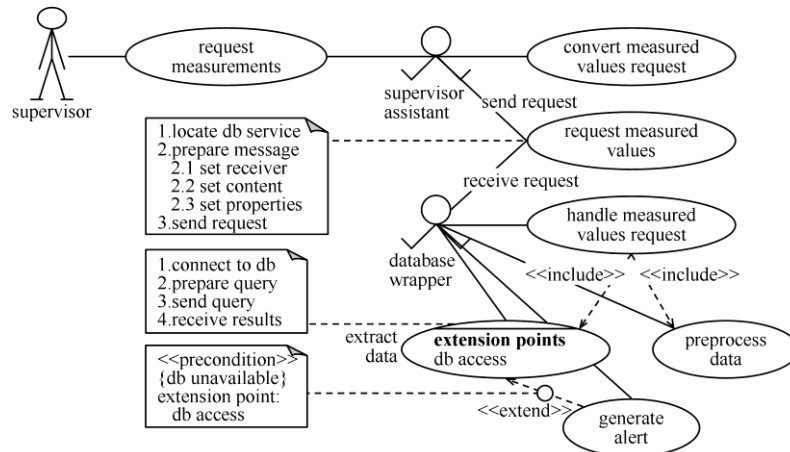 request
measurements
convert measured
values request
supervisor
supervisor
assistant
send request
1.locate db service
2.prepare message
2.1 set receiver
2.2 set content
2.3 set properties
3.send request
request measured
values
receive request
handle measured
values request
database
wrapper
<<include>>
<<include>>
1.connect to db
2.prepare query
3.send query
4.receive results
extract
data
extension points
db access
preprocess
data
<<precondition>>
{db unavailable}
extension point:
db access
<<extend>>
generate
alert